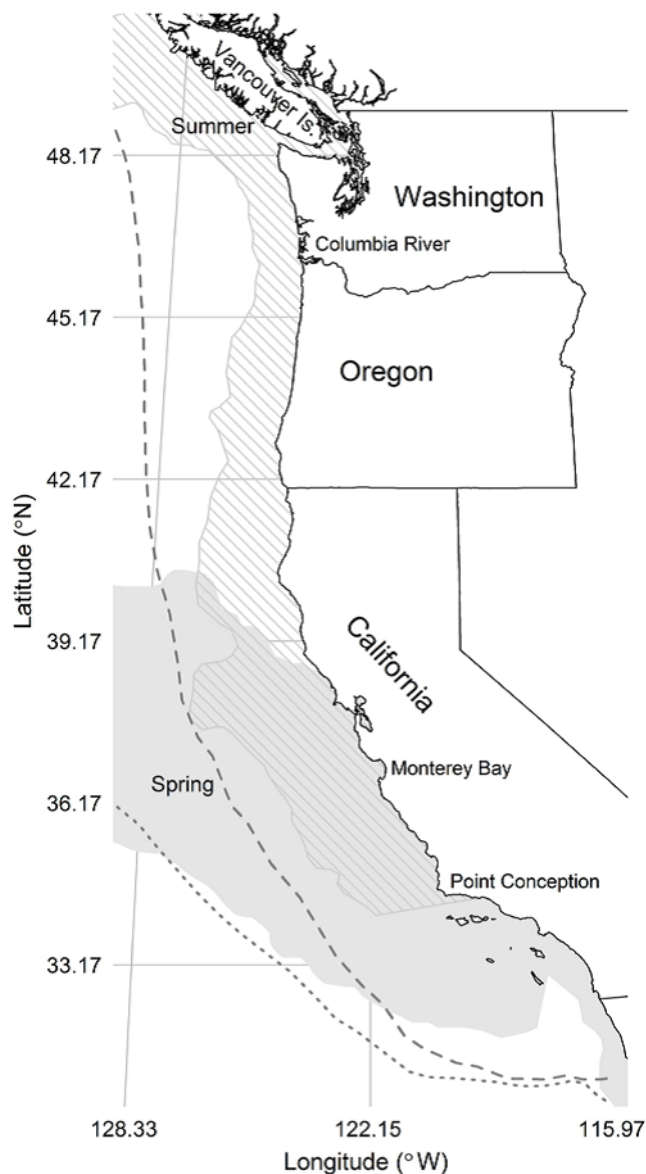 Vancouver Is.
Summer
48.17
Washington
Columbia River
45.17
Oregon
42.17
Latitude (°N)
39.17
California
Monterey Bay
Spring
36.17
Point Conception
33.17
128.33
122.15
115.97
Longitude (°W)